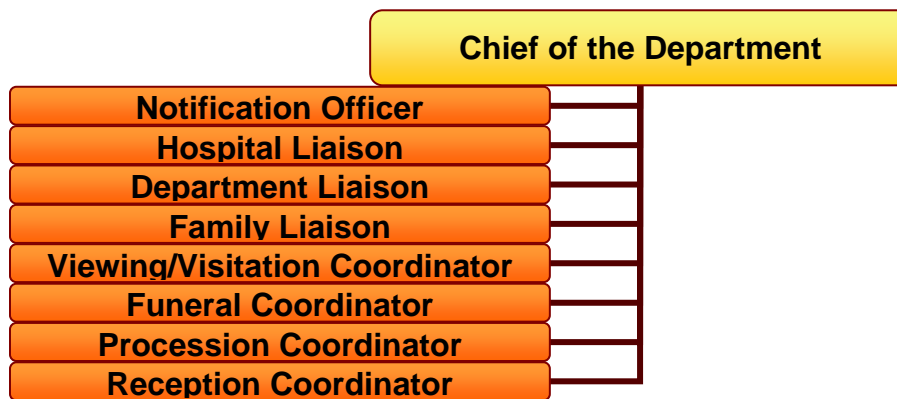 Chief of the Department
Notification Officer
Hospital Liaison
Department Liaison
Family Liaison
Viewing/Visitation Coordinator
Funeral Coordinator
Procession Coordinator
Reception Coordinator